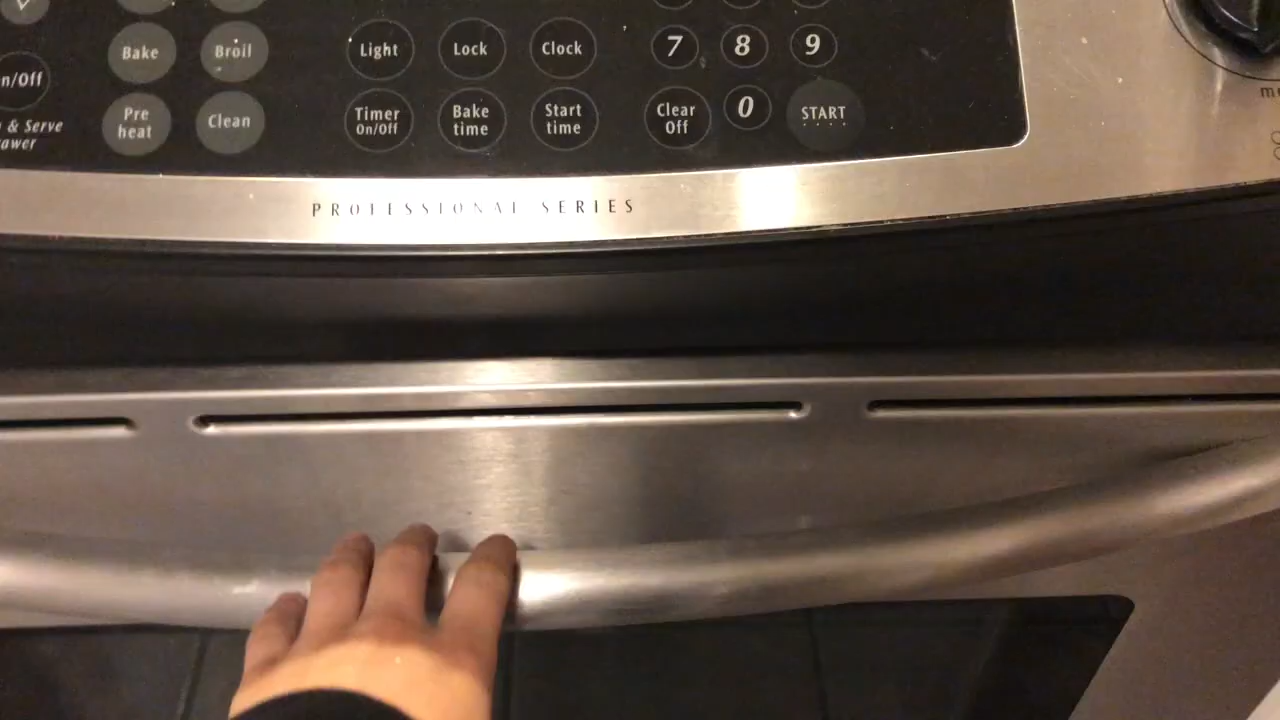 Bake Broil Light Lock Clock 7 8 9
n/Off
Pre heat Clean Timer On/Off Bake time Start time Clear Off 0 START
& Serve
awer
PROFESSIONAL SERIES